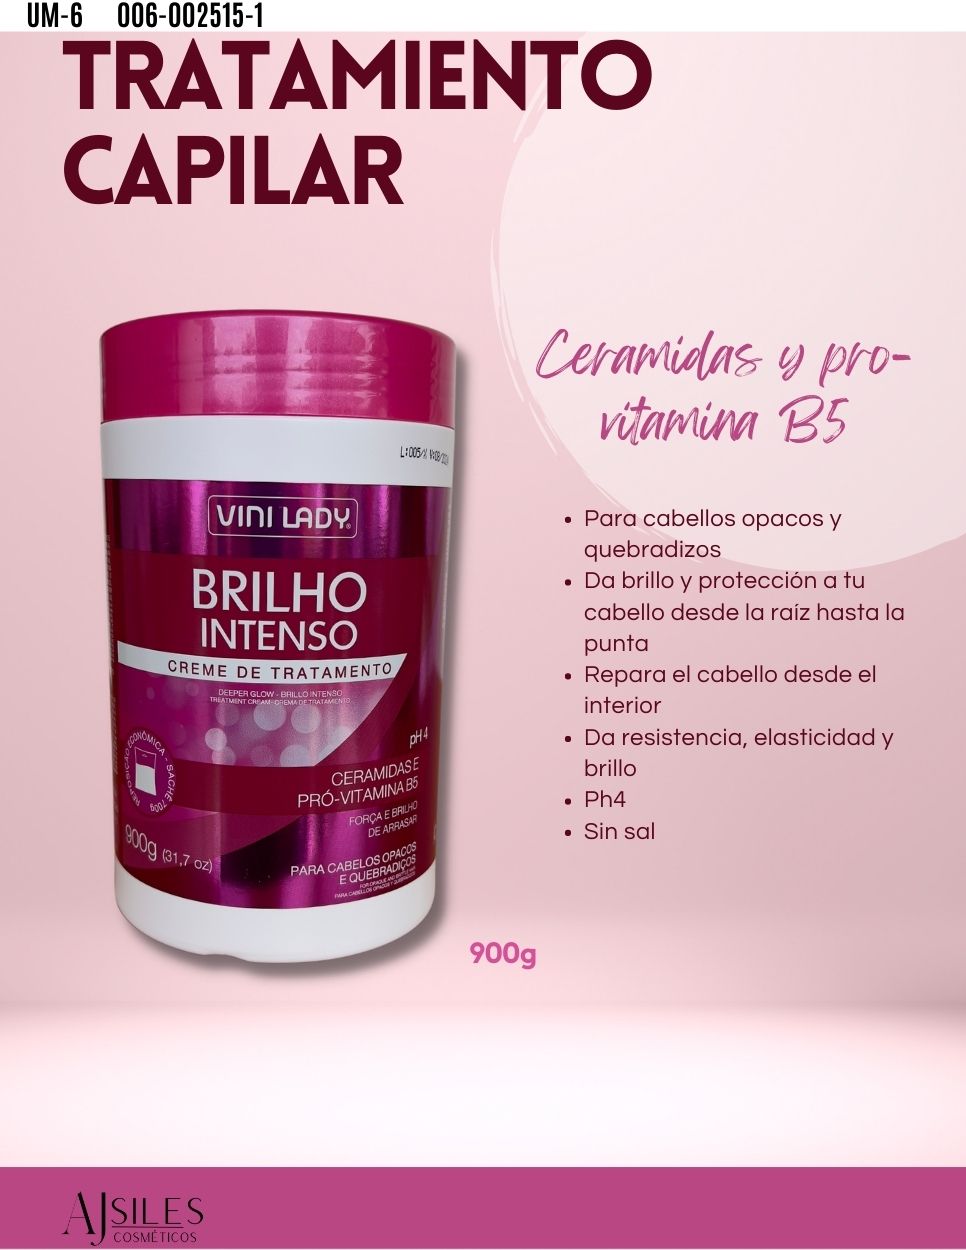 UM-6 006-002515-1
TRATAMIENTO
CAPILAR
Ceramidas y pro-
vitamina B5
• Para cabellos opacos y
quebradizos
• Da brillo y protección a tu
cabello desde la raíz hasta la
punta
• Repara el cabello desde el
interior
• Da resistencia, elasticidad y
brillo
• Ph4
• Sin sal
VINI LADY®
BRILHO
INTENSO
CREME DE TRATAMENTO
DEEPER GLOW - BRILLO INTENSO
TREATMENT CREAM - CREMA DE TRATAMIENTO
pH 4
REPOSIÇÃO ECONÔMICA - SACHÊ 700g
CERAMIDAS E
PRÓ-VITAMINA B5
FORÇA E BRILHO
DE ARRASAR
900g (31,7 oz)
PARA CABELOS OPACOS
E QUEBRADIÇOS
900g
AJSILES
COSMÉTICOS